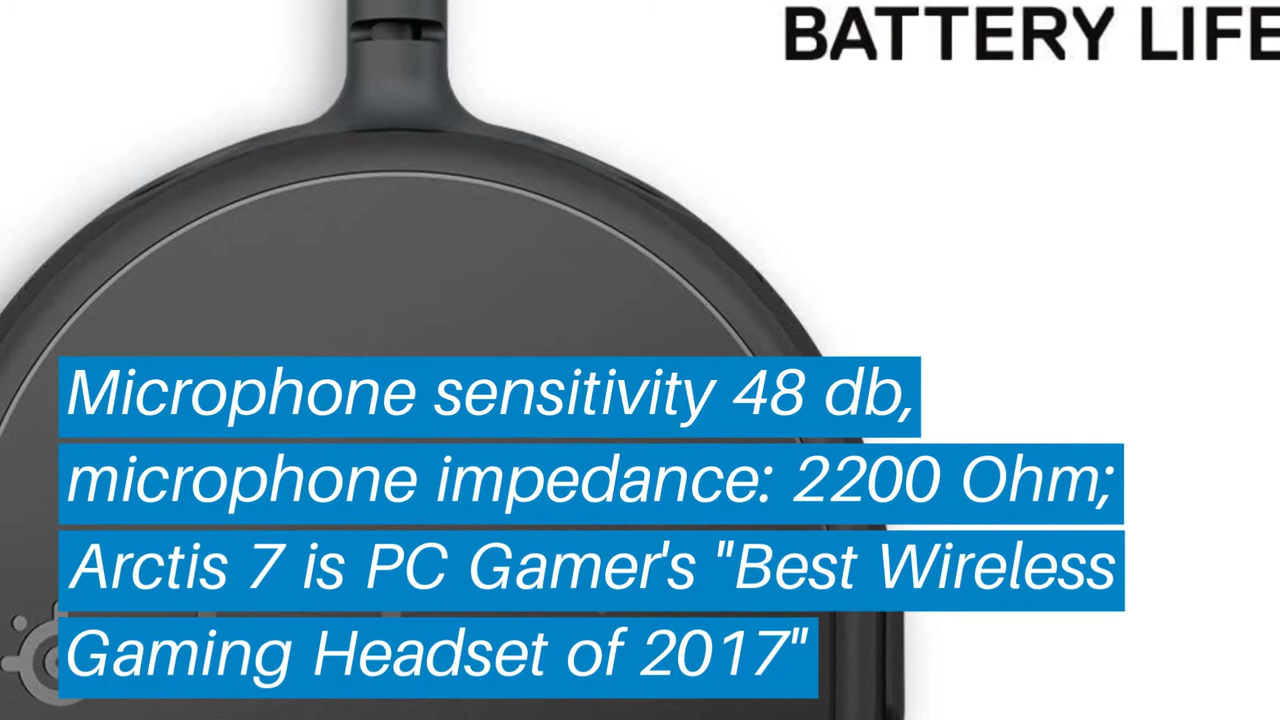 BATTERY LIFE
Microphone sensitivity 48 db,
microphone impedance: 2200 Ohm;
Arctis 7 is PC Gamer's "Best Wireless
Gaming Headset of 2017"